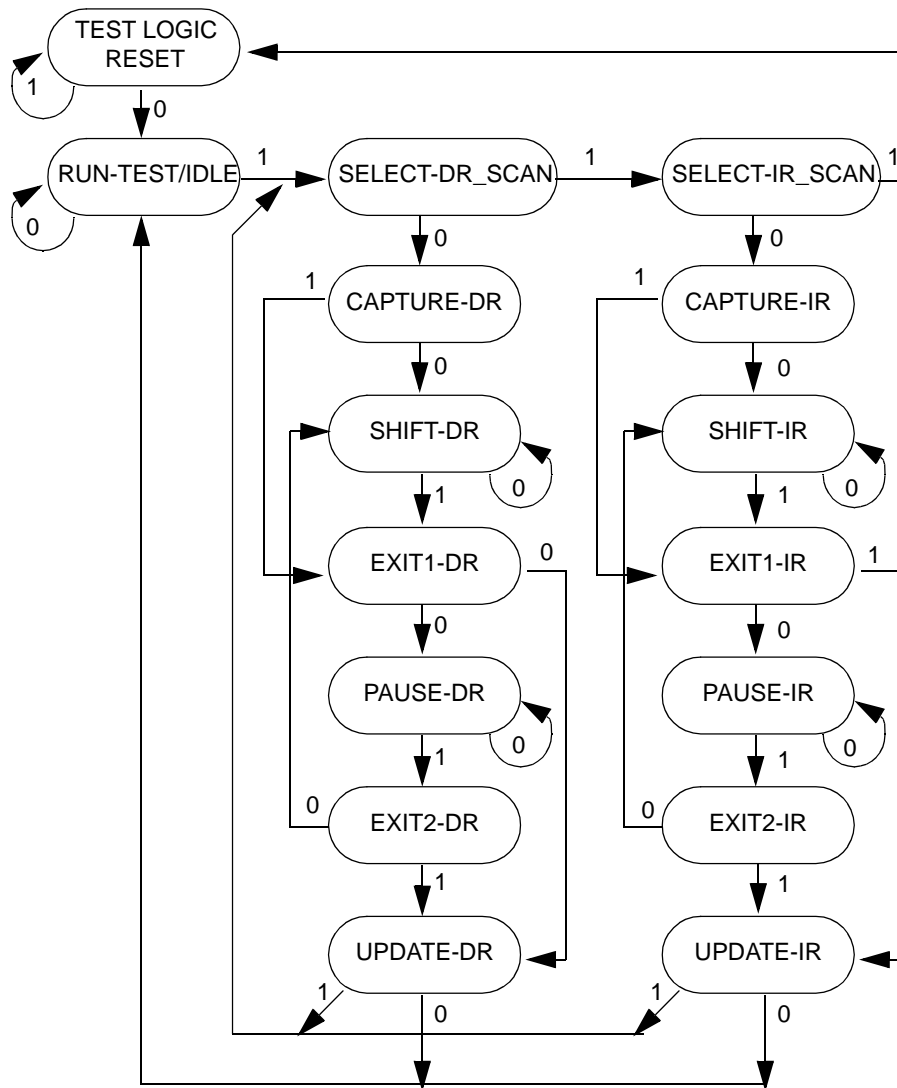 TEST LOGIC
RESET
1
0
RUN-TEST/IDLE
1
SELECT-DR_SCAN
1
SELECT-IR_SCAN
1
0
0
0
1
CAPTURE-DR
1
CAPTURE-IR
0
0
SHIFT-DR
SHIFT-IR
0
0
1
1
EXIT1-DR
0
EXIT1-IR
1
0
0
PAUSE-DR
PAUSE-IR
0
0
1
1
0
EXIT2-DR
0
EXIT2-IR
1
1
UPDATE-DR
UPDATE-IR
1
0
1
0